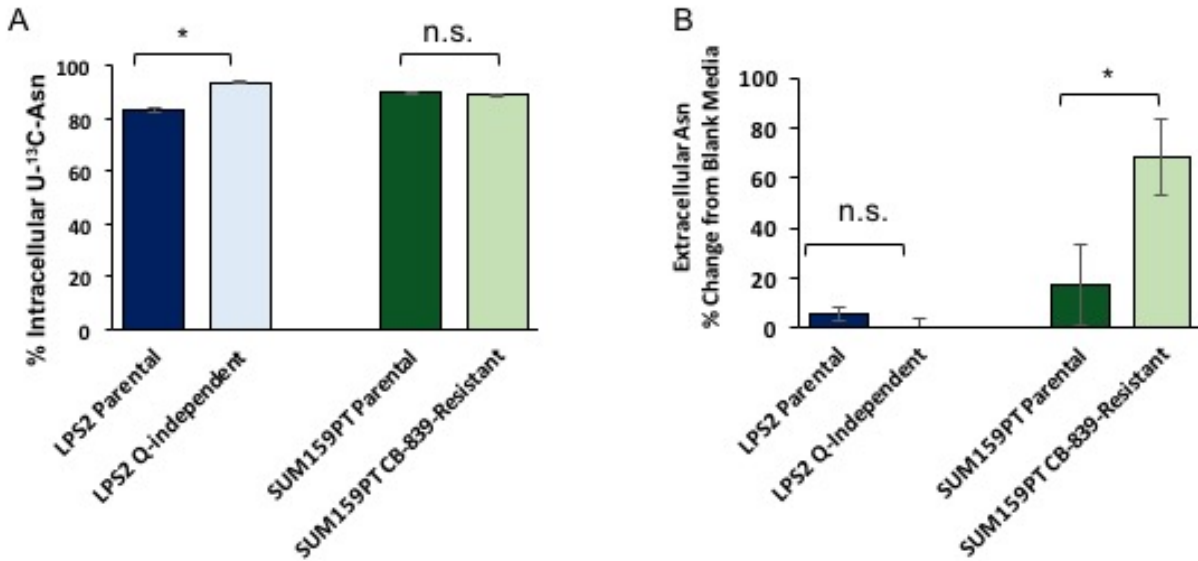 A
% Intracellular U-¹³C-Asn
100
80
60
40
20
0
*
n.s.
LPS2 Parental
LPS2 Q-independent
SUM159PT Parental
SUM159PT CB-839-Resistant
B
Extracellular Asn
% Change from Blank Media
100
80
60
40
20
0
n.s.
*
LPS2 Parental
LPS2 Q-Independent
SUM159PT Parental
SUM159PT CB-839-Resistant